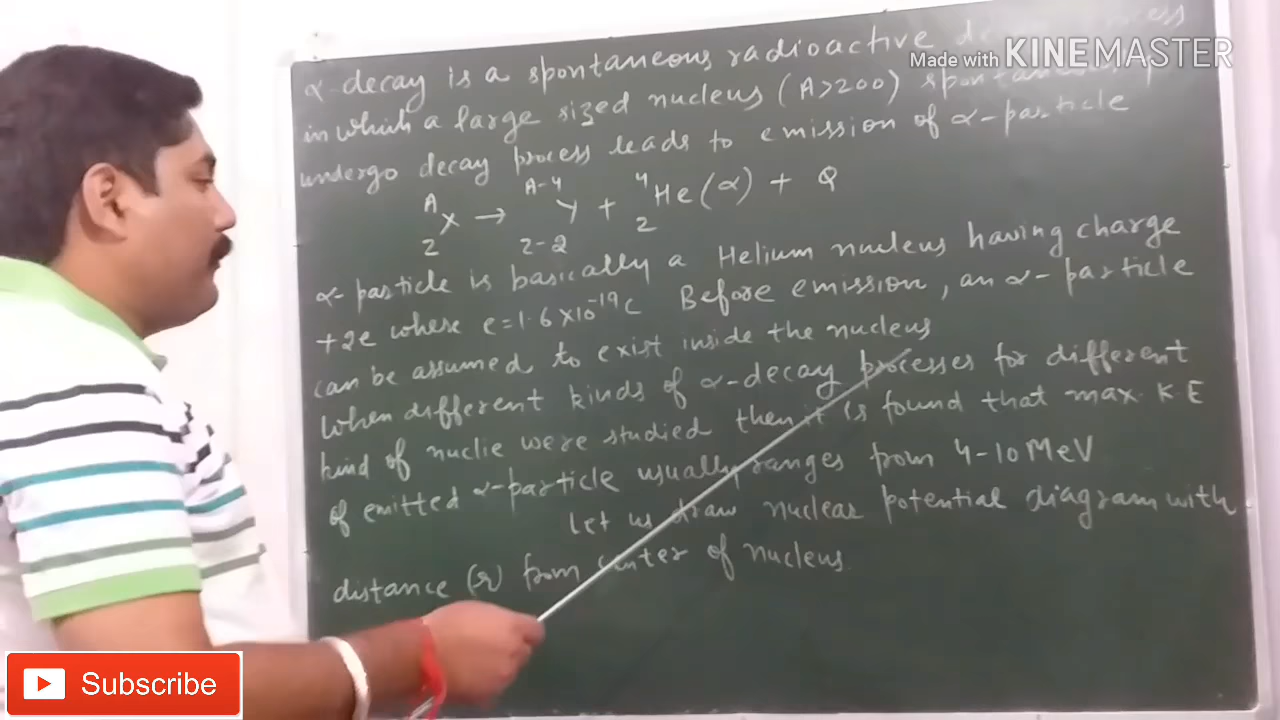 Made with KINEMASTER
α-decay is a spontaneous radioactive
in which a large sized nucleus (A>200)
undergo decay process leads to emission of α-particle
A A-4 4
X → Y + He(α) + Q
Z Z-2 2
α-particle is basically a Helium nucleus having charge
+2e where e=1.6×10⁻¹⁹C Before emission, an α-particle
can be assumed to exist inside the nucleus
When different kinds of α-decay processes for different
kind of nuclie were studied then it is found that max. K.E
of emitted α-particle usually ranges from 4-10 MeV
Let us draw nuclear potential diagram with
distance (r) from center of nucleus
Subscribe